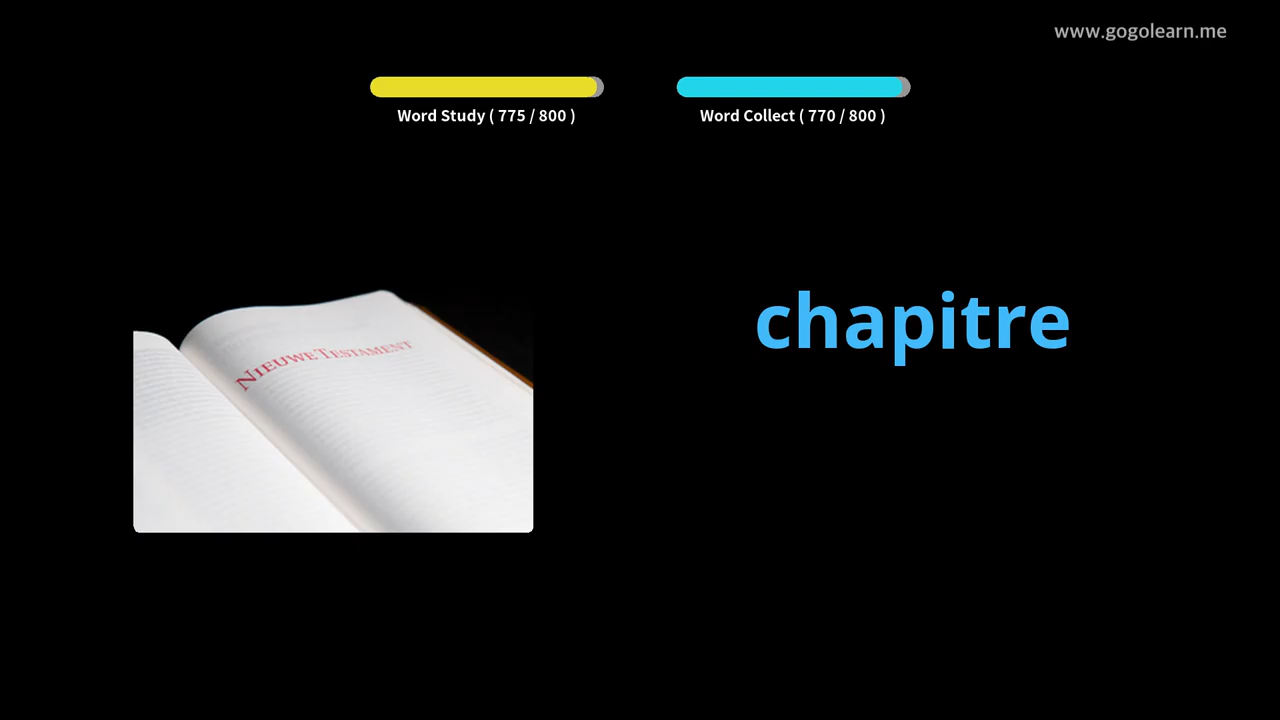 www.gogolearn.me
Word Study ( 775 / 800 )
Word Collect ( 770 / 800 )
chapitre
NIEUWE TESTAMENT